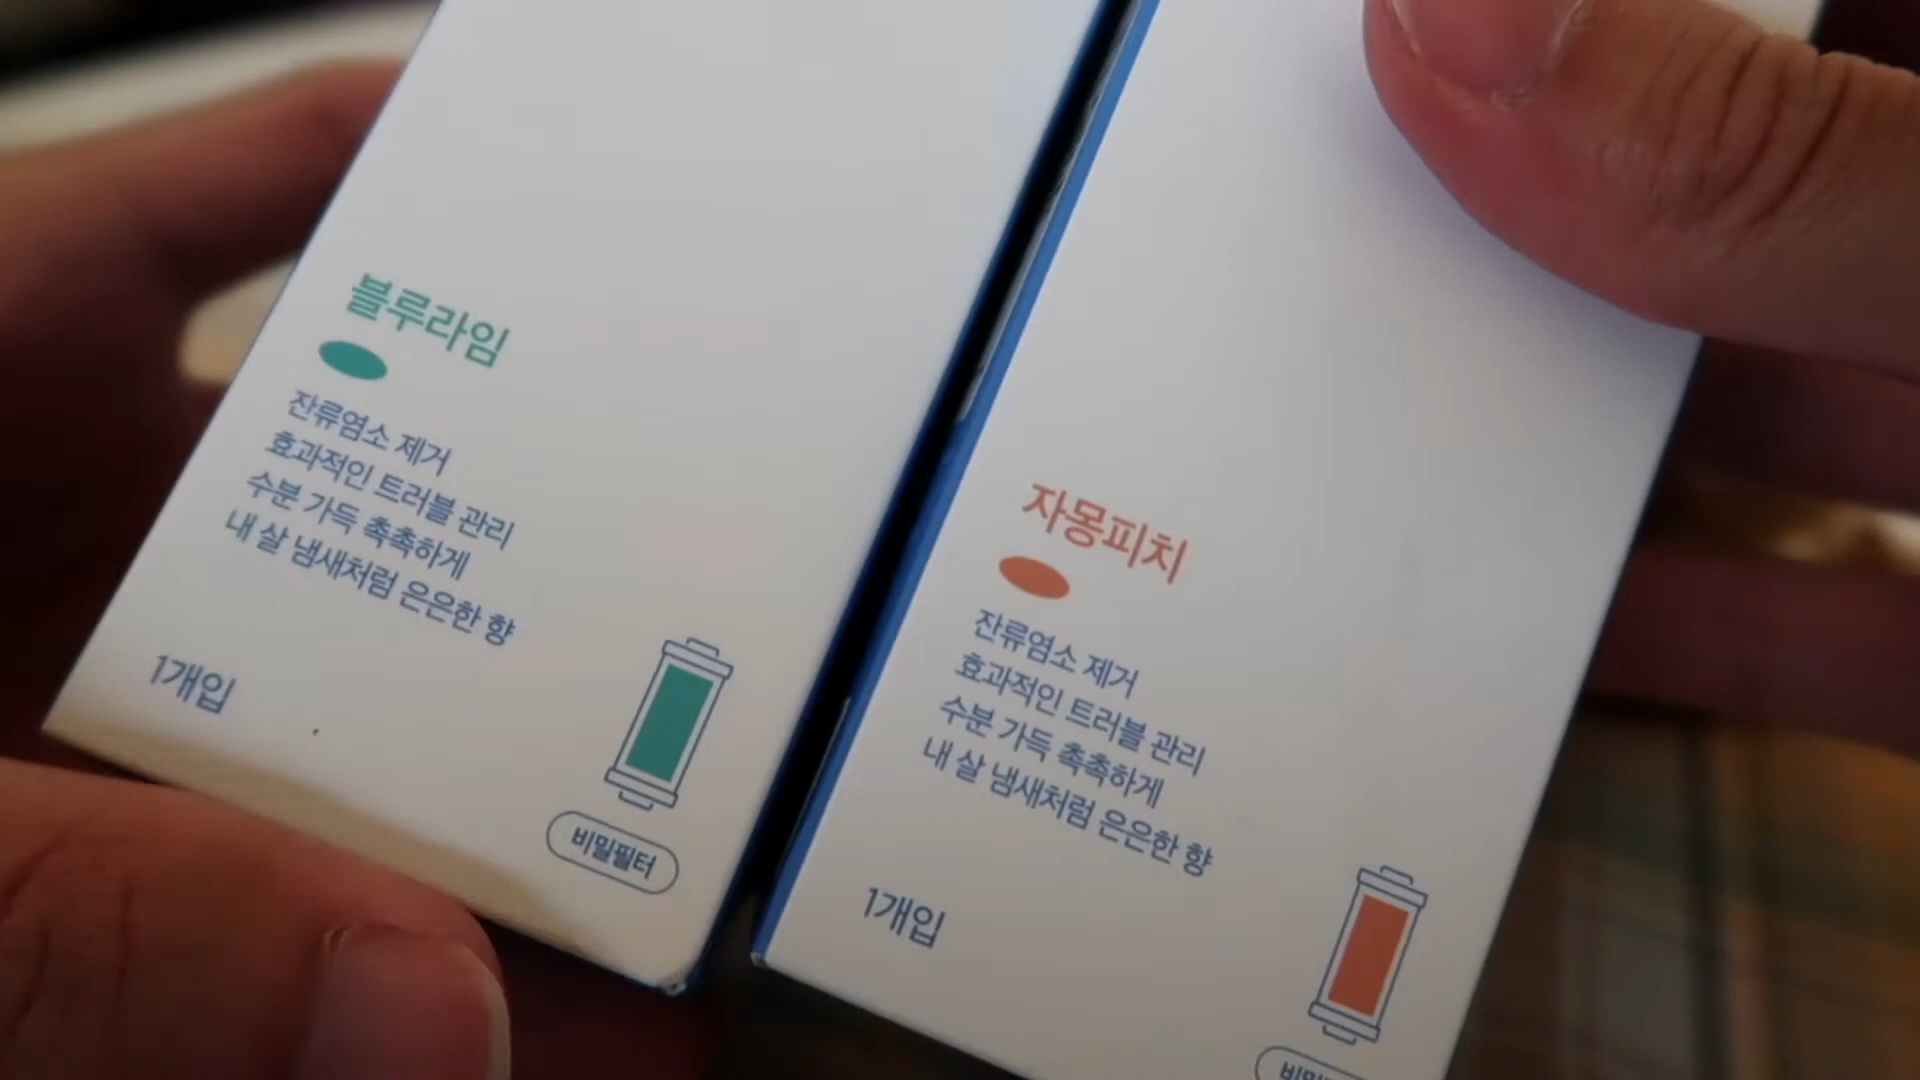 블루라임
잔류염소 제거
효과적인 트러블 관리
수분 가득 촉촉하게
내 살 냄새처럼 은은한 향
1개입
비밀필터
자몽피치
잔류염소 제거
효과적인 트러블 관리
수분 가득 촉촉하게
내 살 냄새처럼 은은한 향
1개입